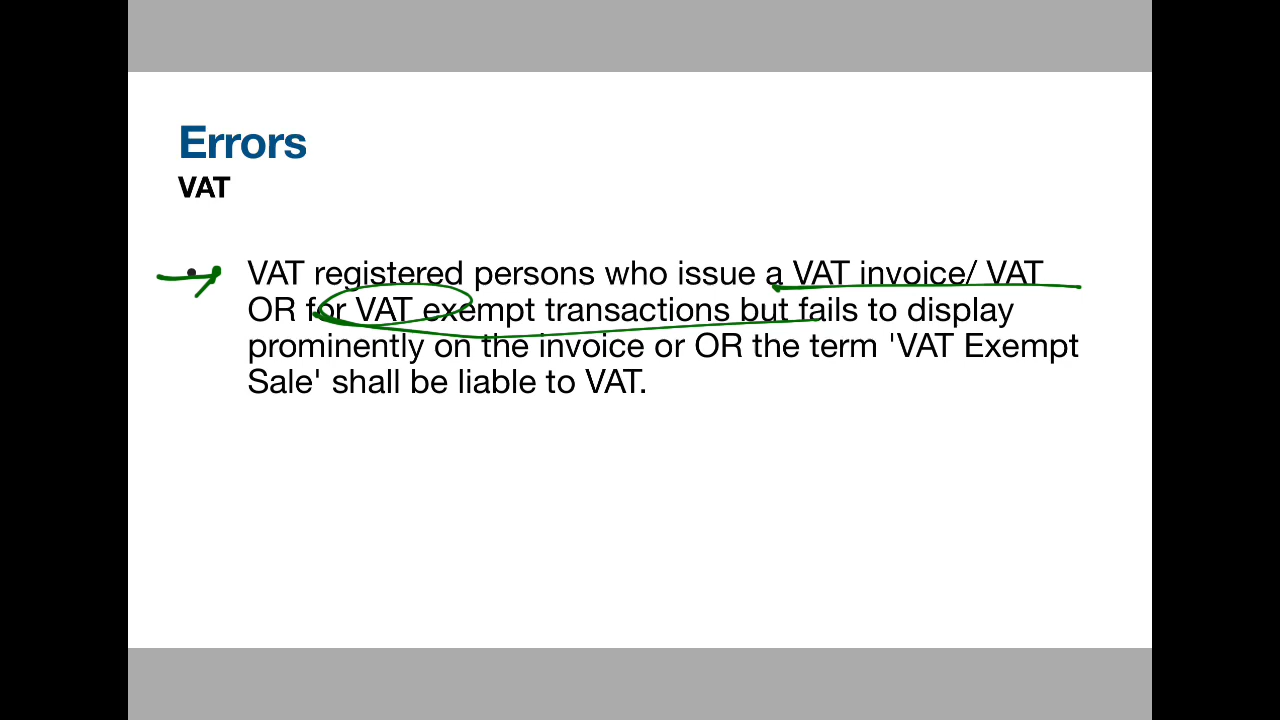 Errors
VAT
• VAT registered persons who issue a VAT invoice/ VAT
OR for VAT exempt transactions but fails to display
prominently on the invoice or OR the term 'VAT Exempt
Sale' shall be liable to VAT.